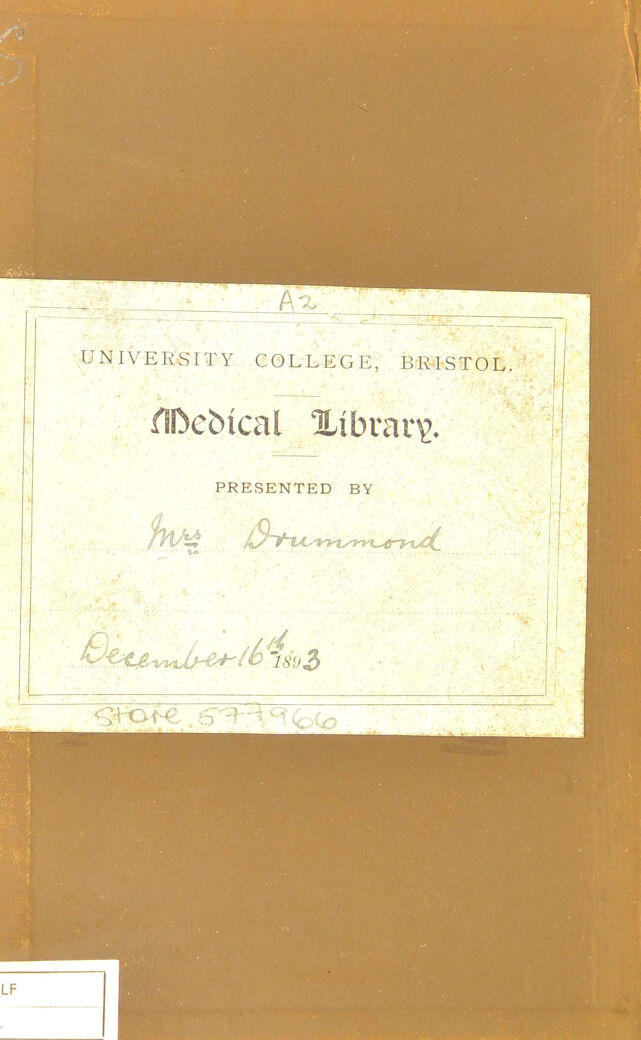 A2
UNIVERSITY COLLEGE, BRISTOL.
Medical Library.
PRESENTED BY
Mrs Drummond
December 16th 1893
Store 577966
LF